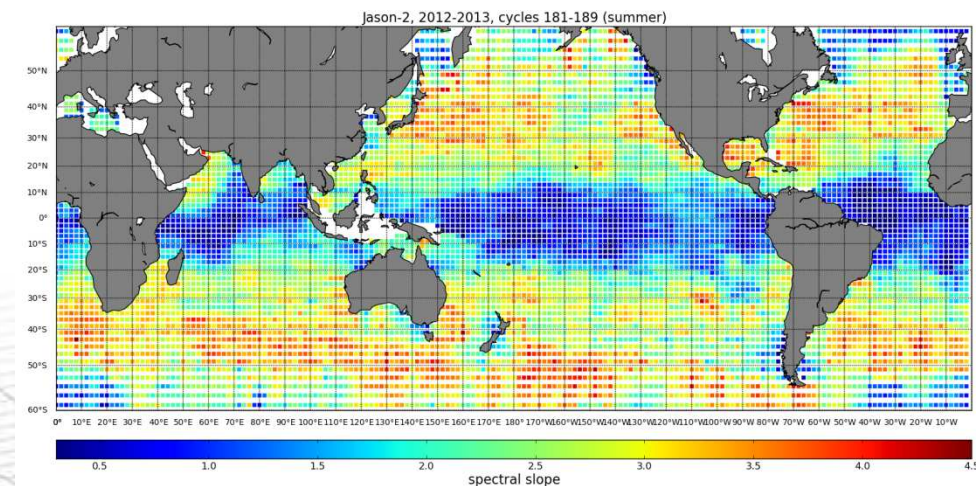 Jason-2, 2012-2013, cycles 181-189 (summer)
50°N
40°N
30°N
20°N
10°N
0°
10°S
20°S
30°S
40°S
50°S
60°S
0° 10°E 20°E 30°E 40°E 50°E 60°E 70°E 80°E 90°E 100°E 110°E 120°E 130°E 140°E 150°E 160°E 170°E 180° 170°W 160°W 150°W 140°W 130°W 120°W 110°W 100°W 90°W 80°W 70°W 60°W 50°W 40°W 30°W 20°W 10°W
0.5 1.0 1.5 2.0 2.5 3.0 3.5 4.0 4.5
spectral slope